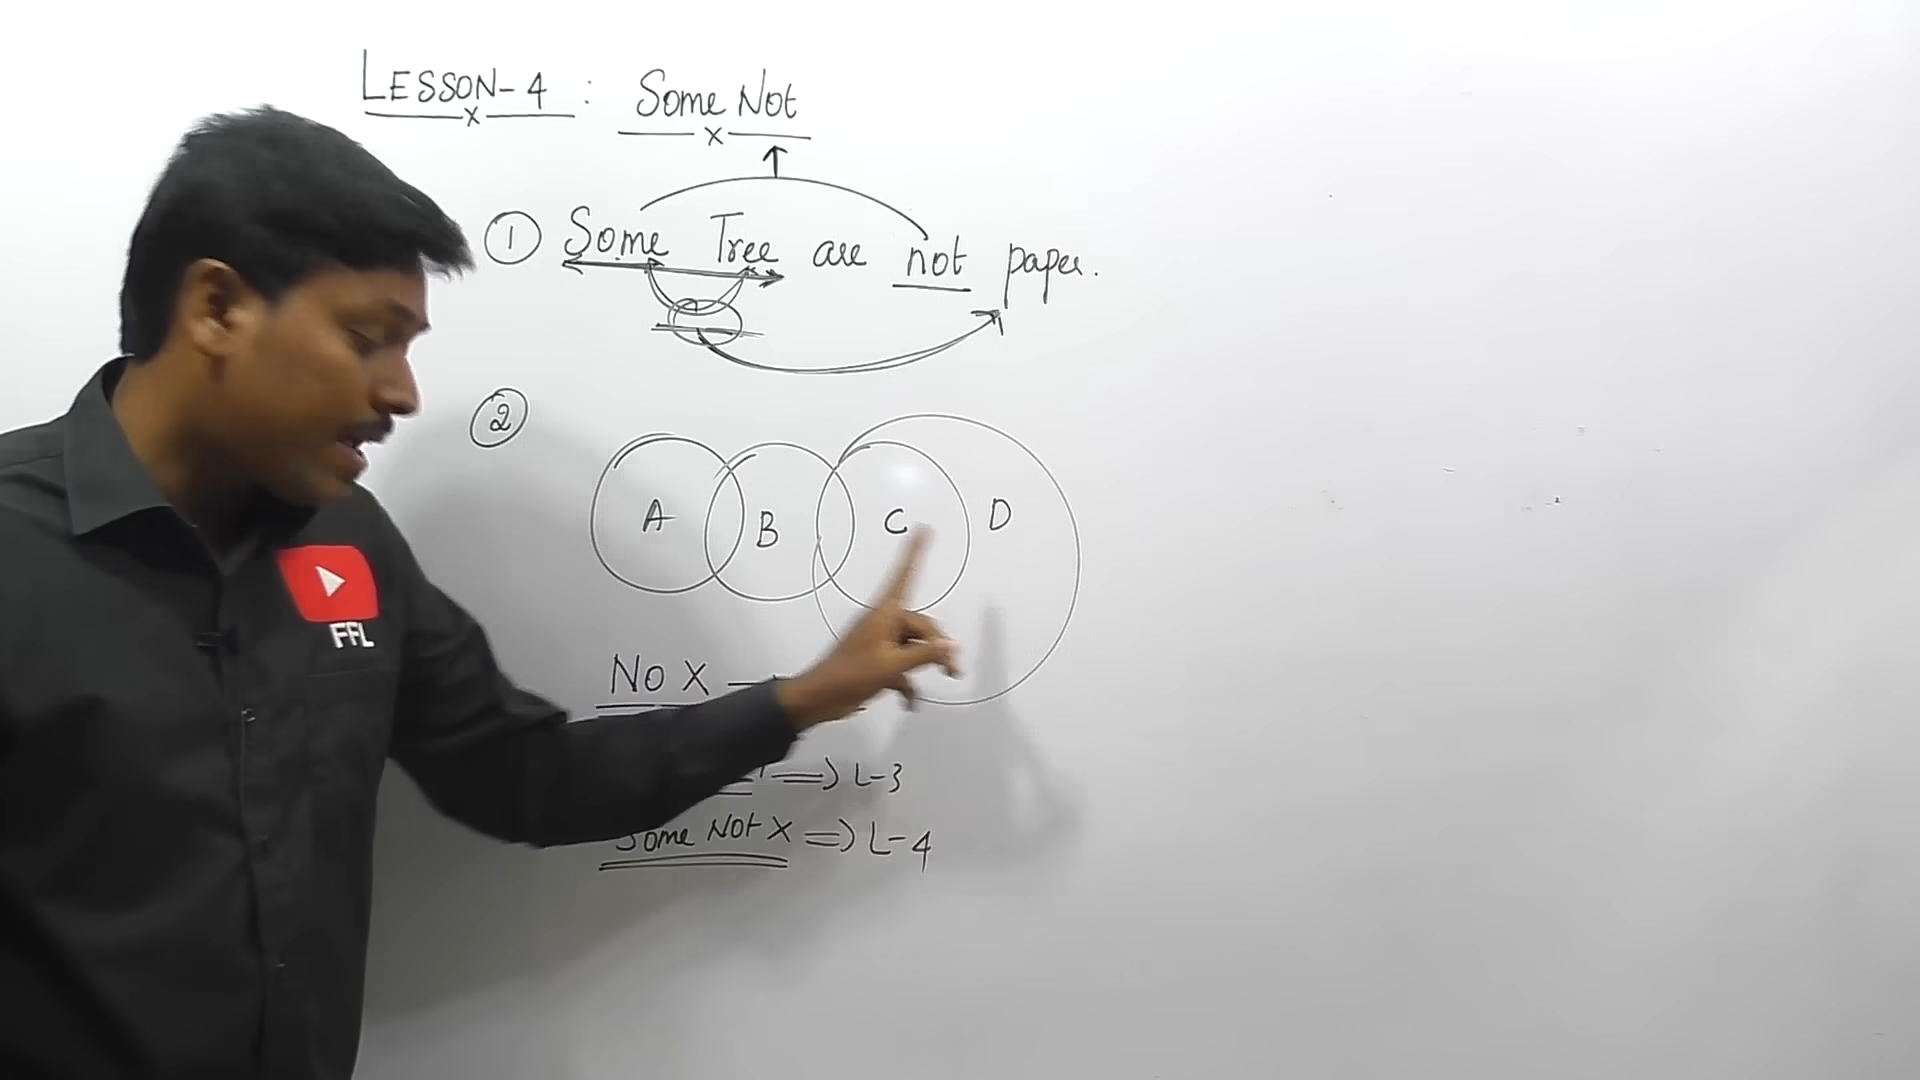 LESSON-4 : Some Not
x x
① Some Tree are not paper.
②
A B C D
No X
⇒ L-3
Some Not X ⇒ L-4
FFL